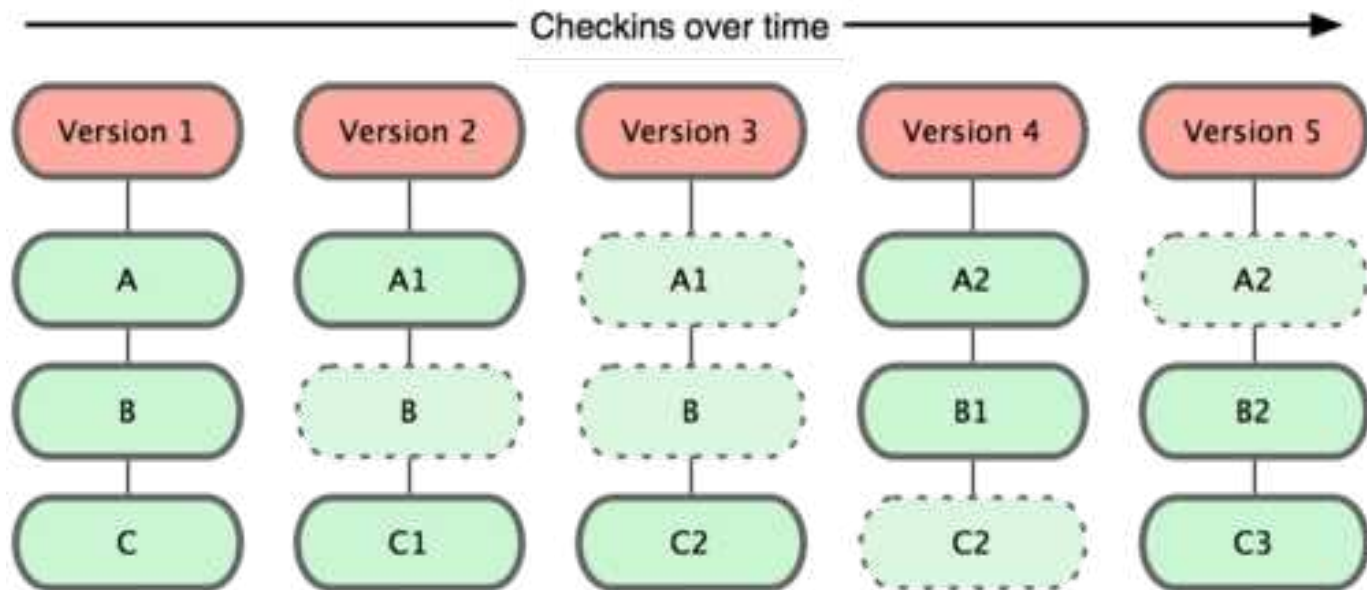 Checkins over time
Version 1 Version 2 Version 3 Version 4 Version 5
A A1 A1 A2 A2
B B B B1 B2
C C1 C2 C2 C3